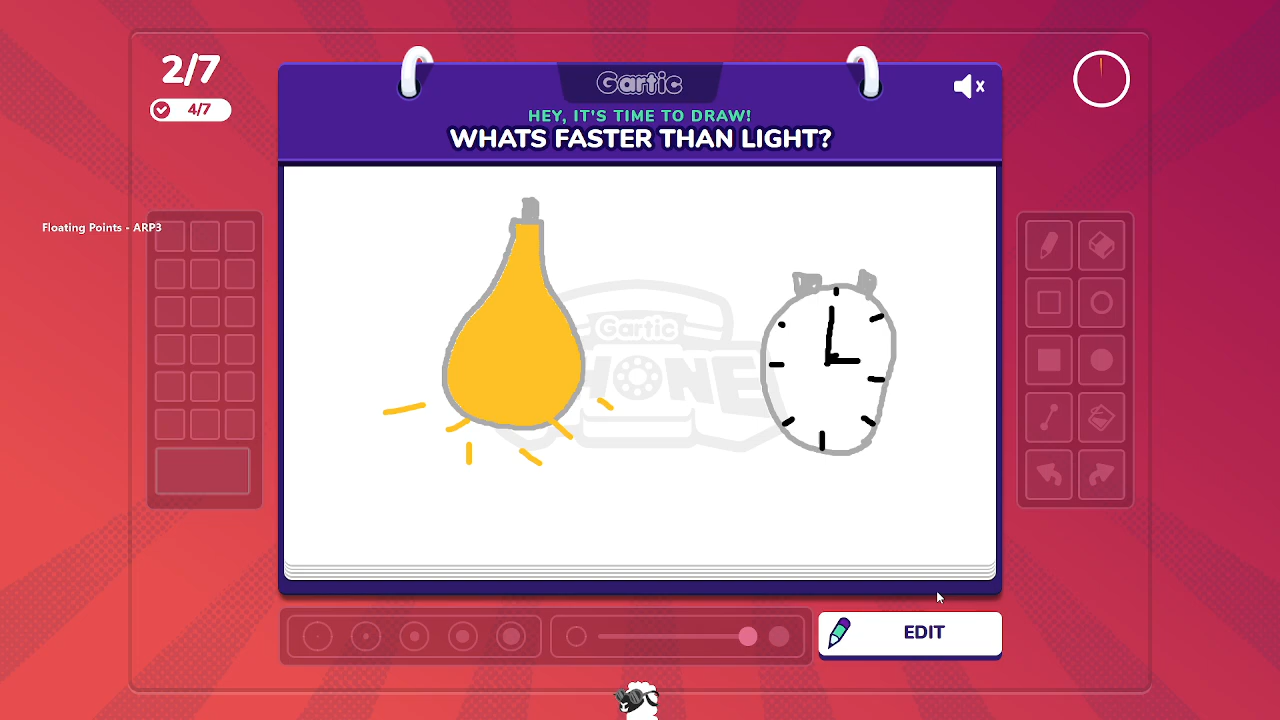 2/7
4/7
Gartic
HEY, IT'S TIME TO DRAW!
WHATS FASTER THAN LIGHT?
Floating Points - ARP3
Gartic
PHONE
EDIT